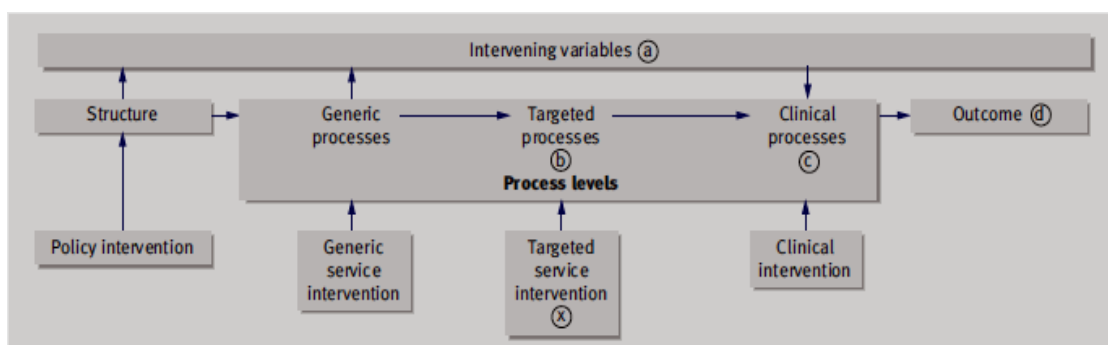 Intervening variables ⓐ
Structure
Generic
processes
Targeted
processes
ⓑ
Clinical
processes
ⓒ
Outcome ⓓ
Process levels
Policy intervention
Generic
service
intervention
Targeted
service
intervention
ⓧ
Clinical
intervention